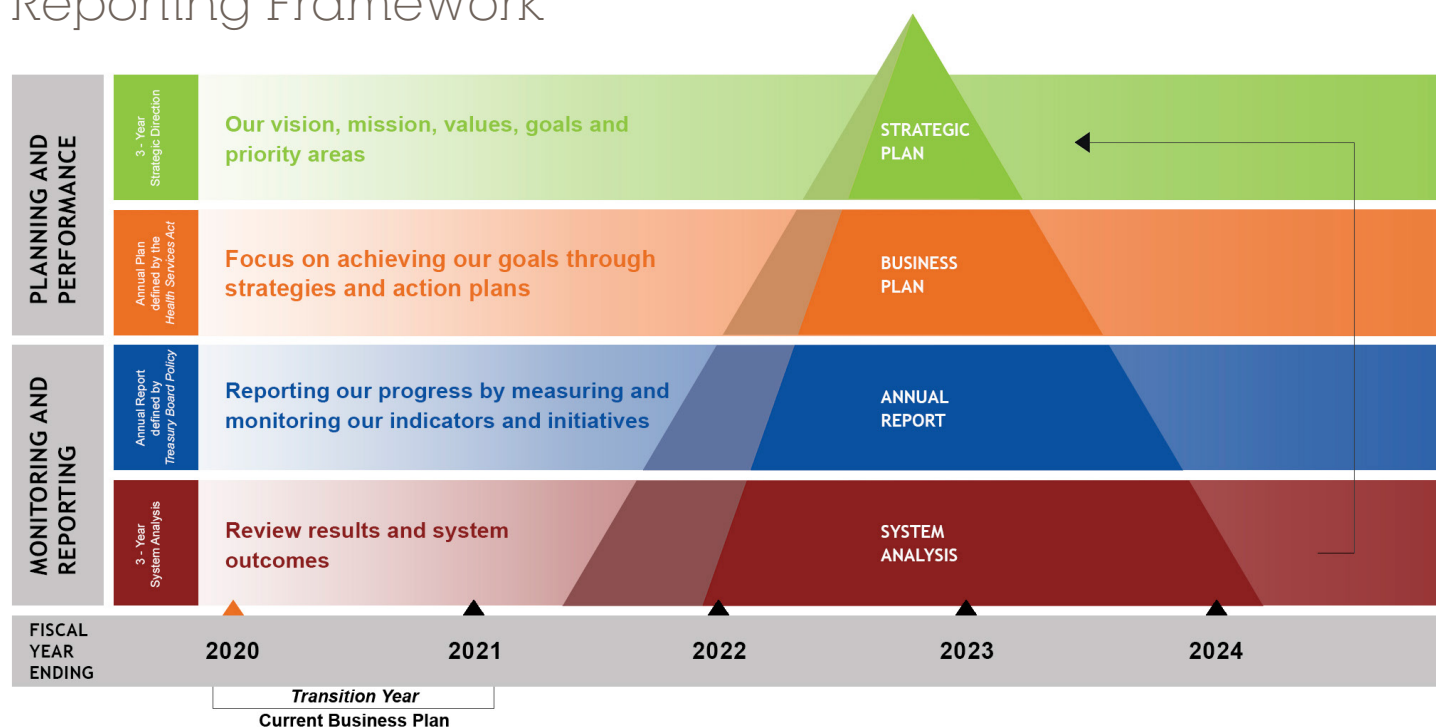 Reporting Framework
PLANNING AND
PERFORMANCE
3 - Year
Strategic Direction
Our vision, mission, values, goals and
priority areas
STRATEGIC
PLAN
Annual Plan
defined by the
Health Services Act
Focus on achieving our goals through
strategies and action plans
BUSINESS
PLAN
MONITORING AND
REPORTING
Annual Report
defined by
Treasury Board Policy
Reporting our progress by measuring and
monitoring our indicators and initiatives
ANNUAL
REPORT
3 - Year
System Analysis
Review results and system
outcomes
SYSTEM
ANALYSIS
FISCAL
YEAR
ENDING
2020
2021
2022
2023
2024
Transition Year
Current Business Plan